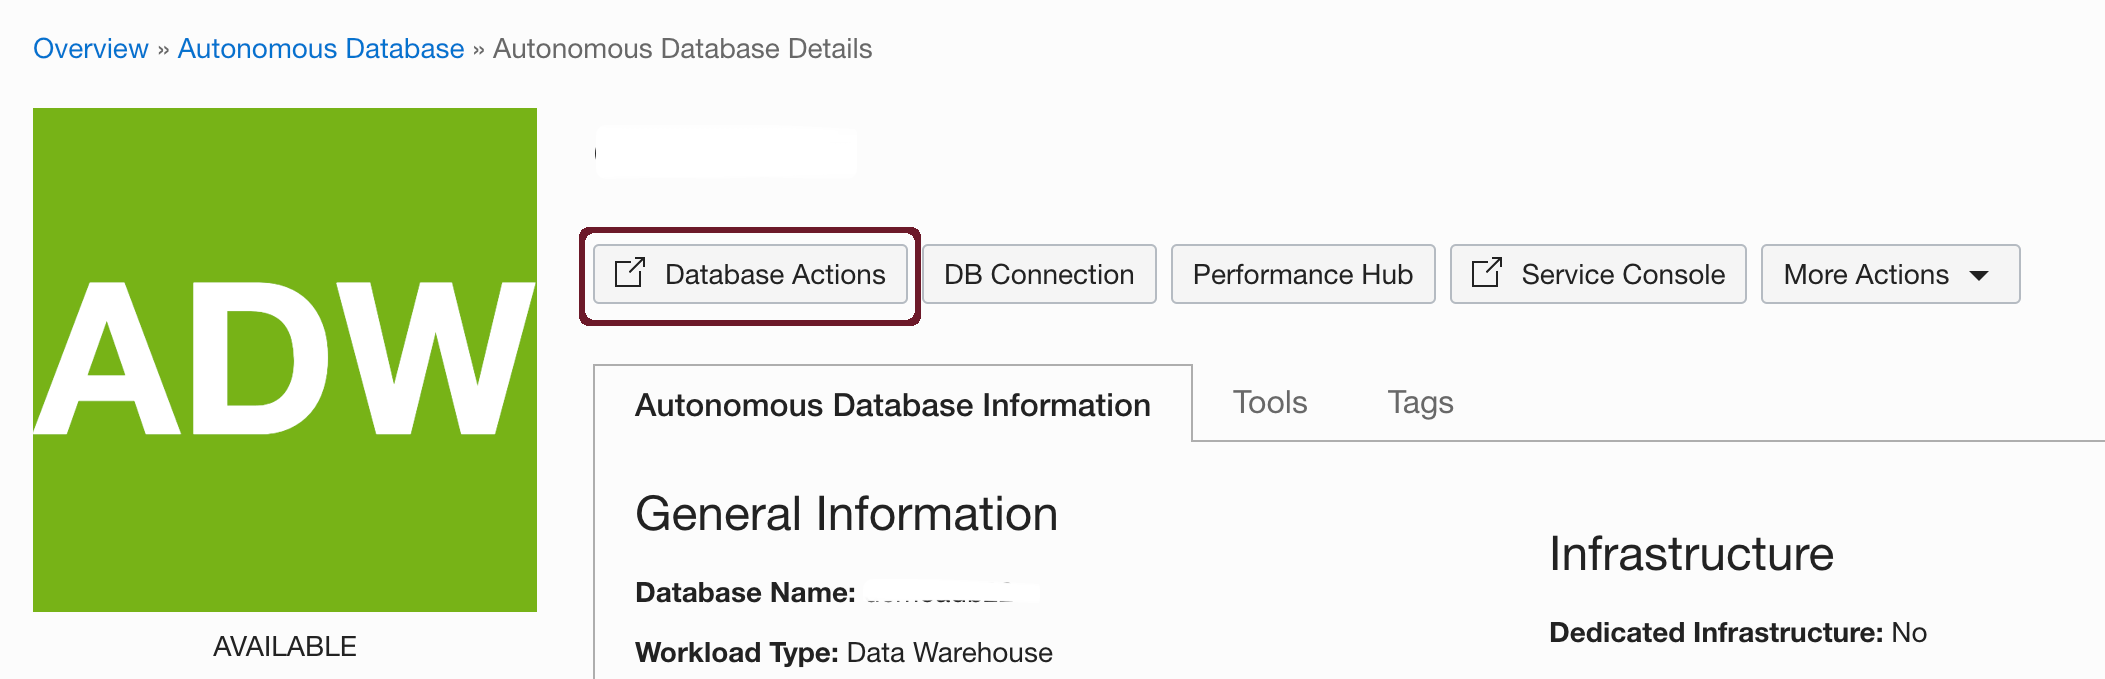 Overview » Autonomous Database » Autonomous Database Details
ADW
AVAILABLE
Database Actions
DB Connection
Performance Hub
Service Console
More Actions
Autonomous Database Information
Tools
Tags
General Information
Database Name:
Workload Type: Data Warehouse
Infrastructure
Dedicated Infrastructure: No